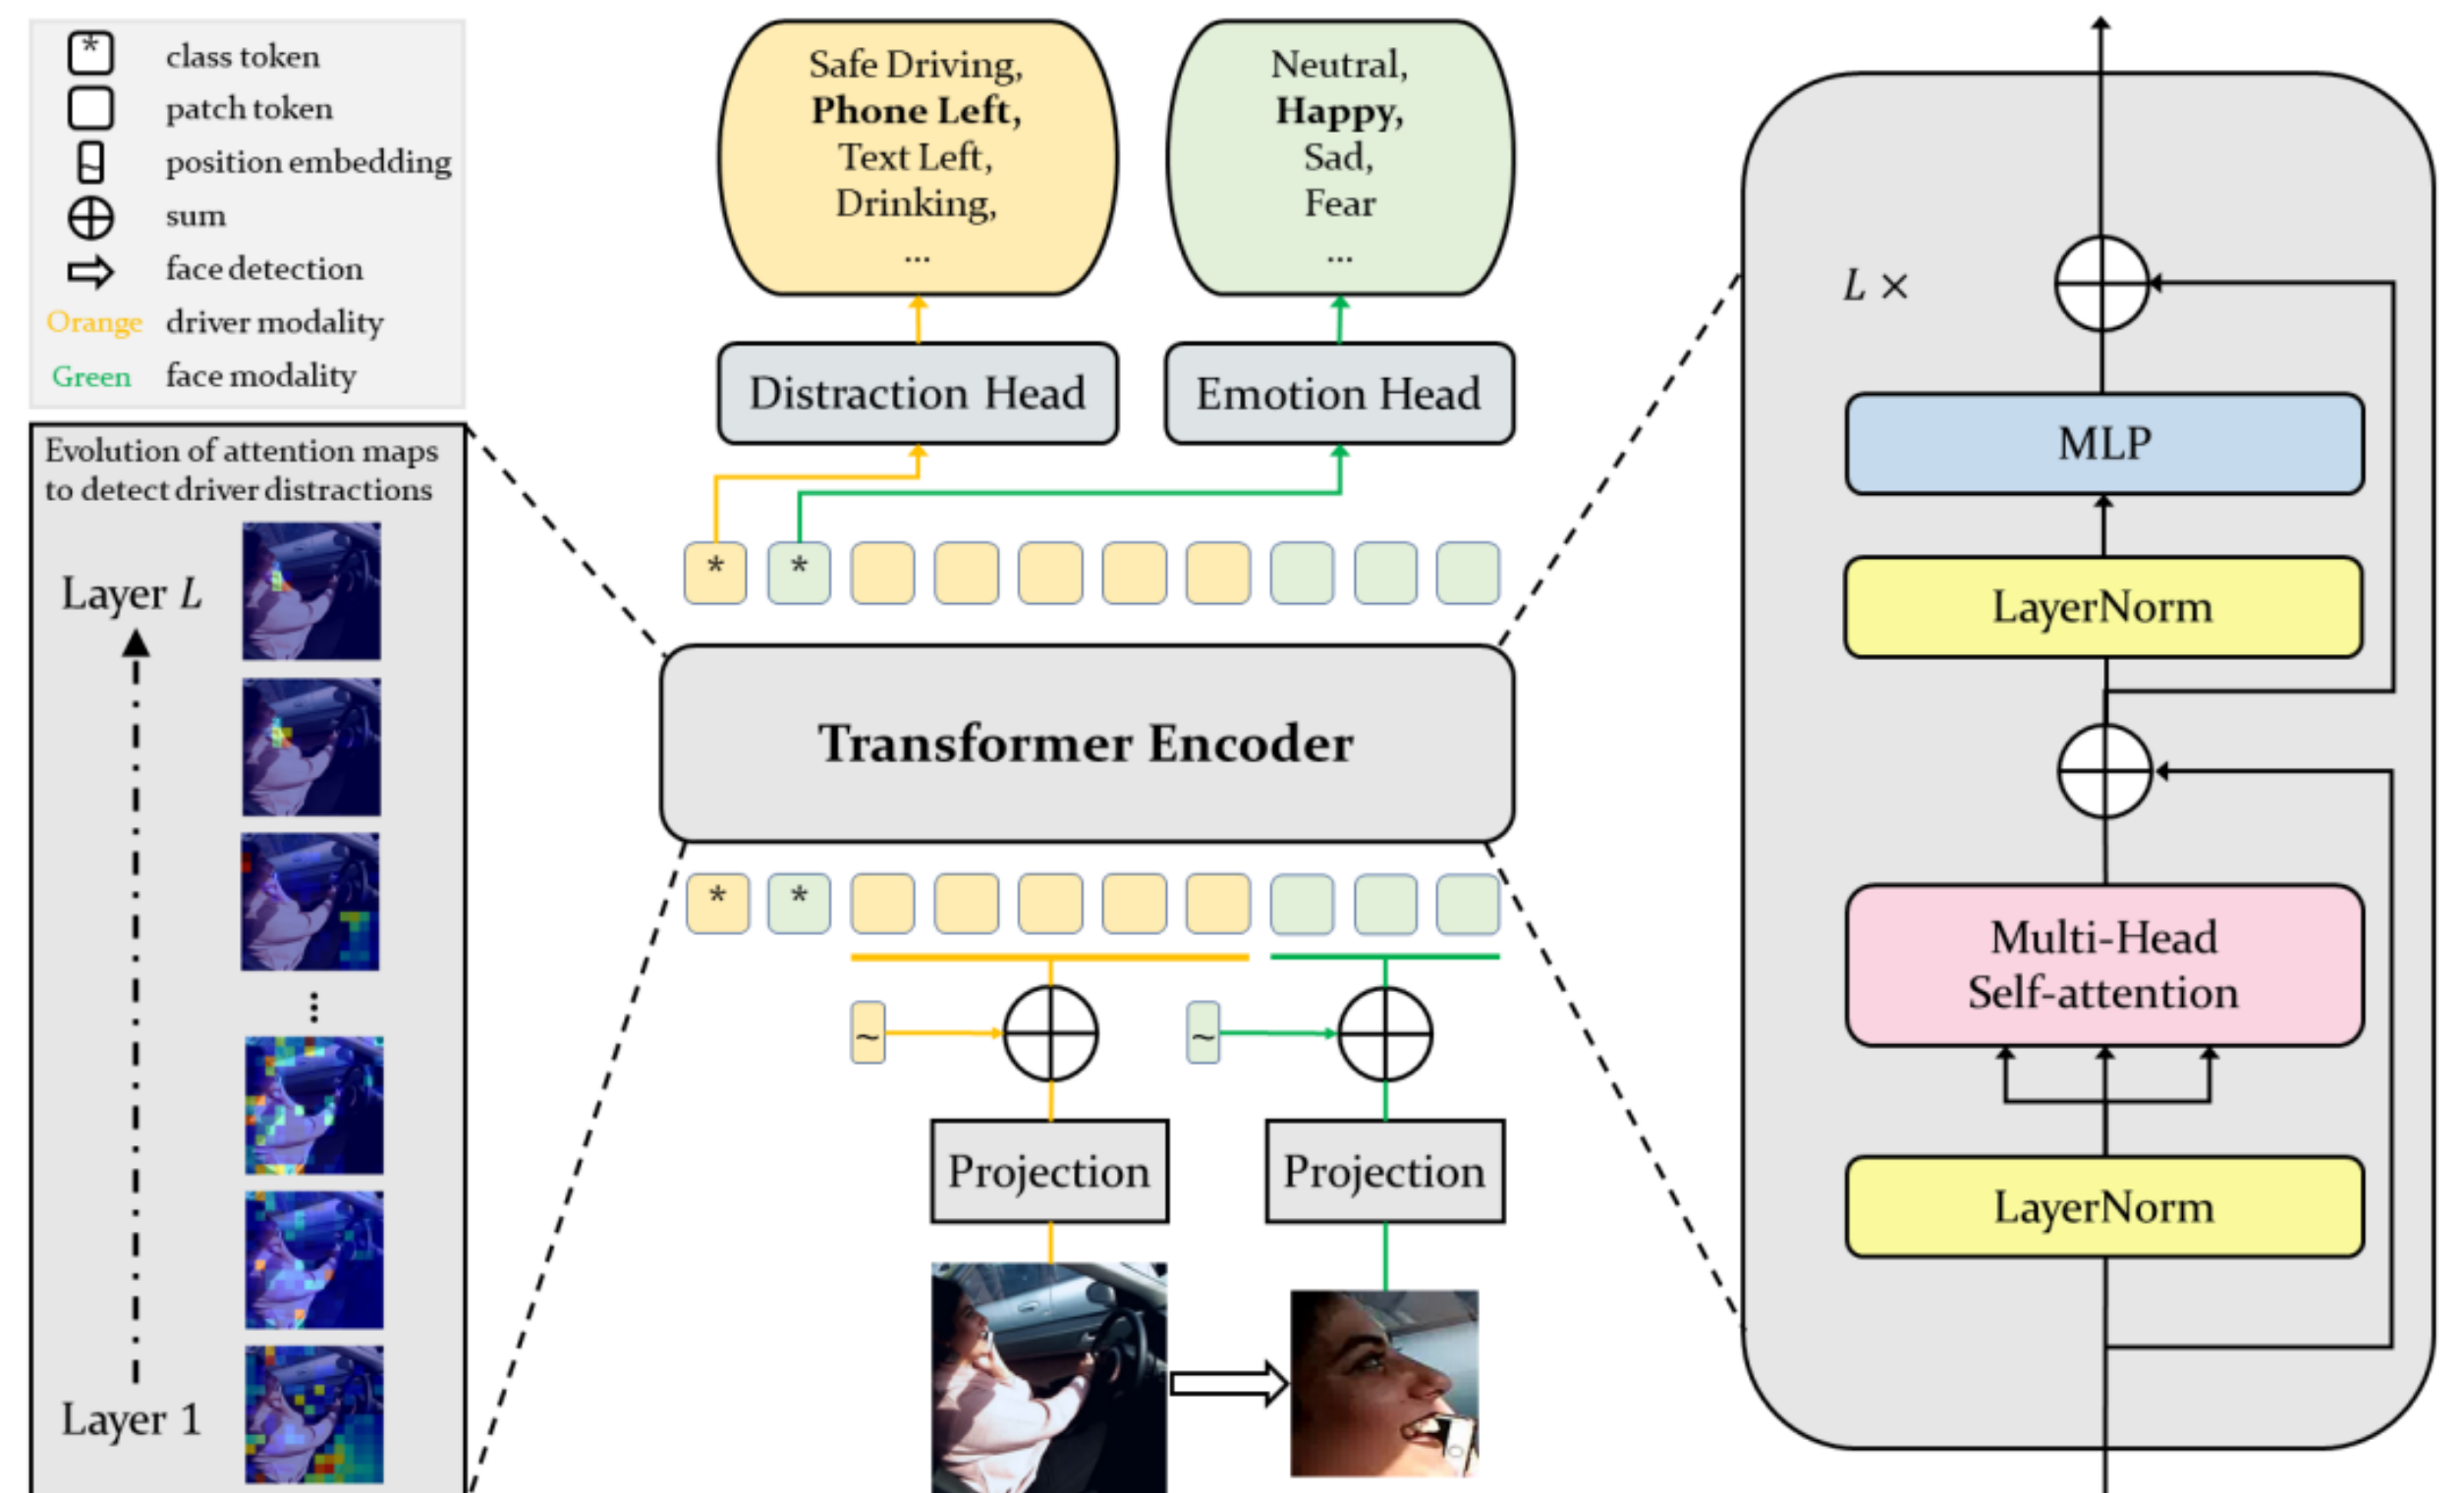 * class token
patch token
~ position embedding
sum
face detection
Orange driver modality
Green face modality
Evolution of attention maps
to detect driver distractions
Layer L
...
Layer 1
Safe Driving,
Phone Left,
Text Left,
Drinking,
...
Neutral,
Happy,
Sad,
Fear
...
Distraction Head
Emotion Head
* *
Transformer Encoder
* *
~ ~
Projection Projection
L ×
MLP
LayerNorm
Multi-Head
Self-attention
LayerNorm